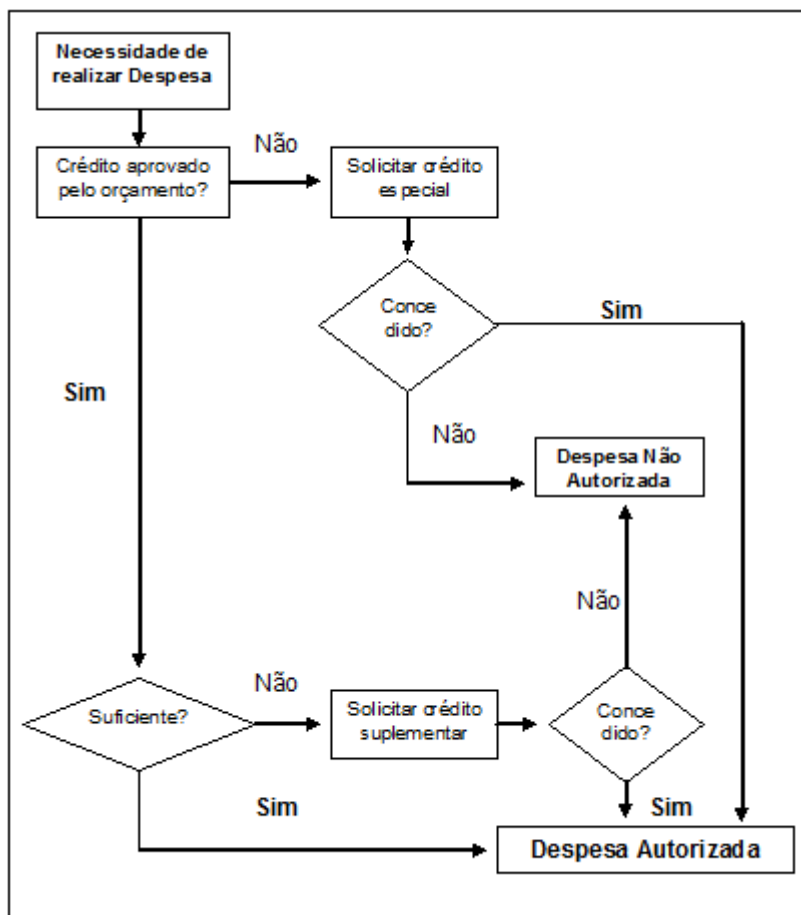 Necessidade de
realizar Despesa
Não
Crédito aprovado
pelo orçamento?
Solicitar crédito
especial
Conce
dido?
Sim
Sim
Não
Despesa Não
Autorizada
Não
Não
Suficiente?
Solicitar crédito
suplementar
Conce
dido?
Sim
Sim
Despesa Autorizada